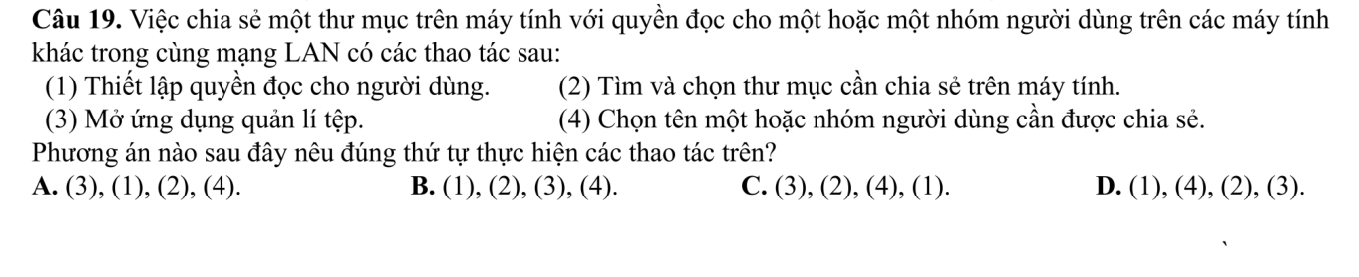 Câu 19. Việc chia sẻ một thư mục trên máy tính với quyền đọc cho một hoặc một nhóm người dùng trên các máy tính
khác trong cùng mạng LAN có các thao tác sau:
(1) Thiết lập quyền đọc cho người dùng. (2) Tìm và chọn thư mục cần chia sẻ trên máy tính.
(3) Mở ứng dụng quản lí tệp. (4) Chọn tên một hoặc nhóm người dùng cần được chia sẻ.
Phương án nào sau đây nêu đúng thứ tự thực hiện các thao tác trên?
A. (3), (1), (2), (4). B. (1), (2), (3), (4). C. (3), (2), (4), (1). D. (1), (4), (2), (3).